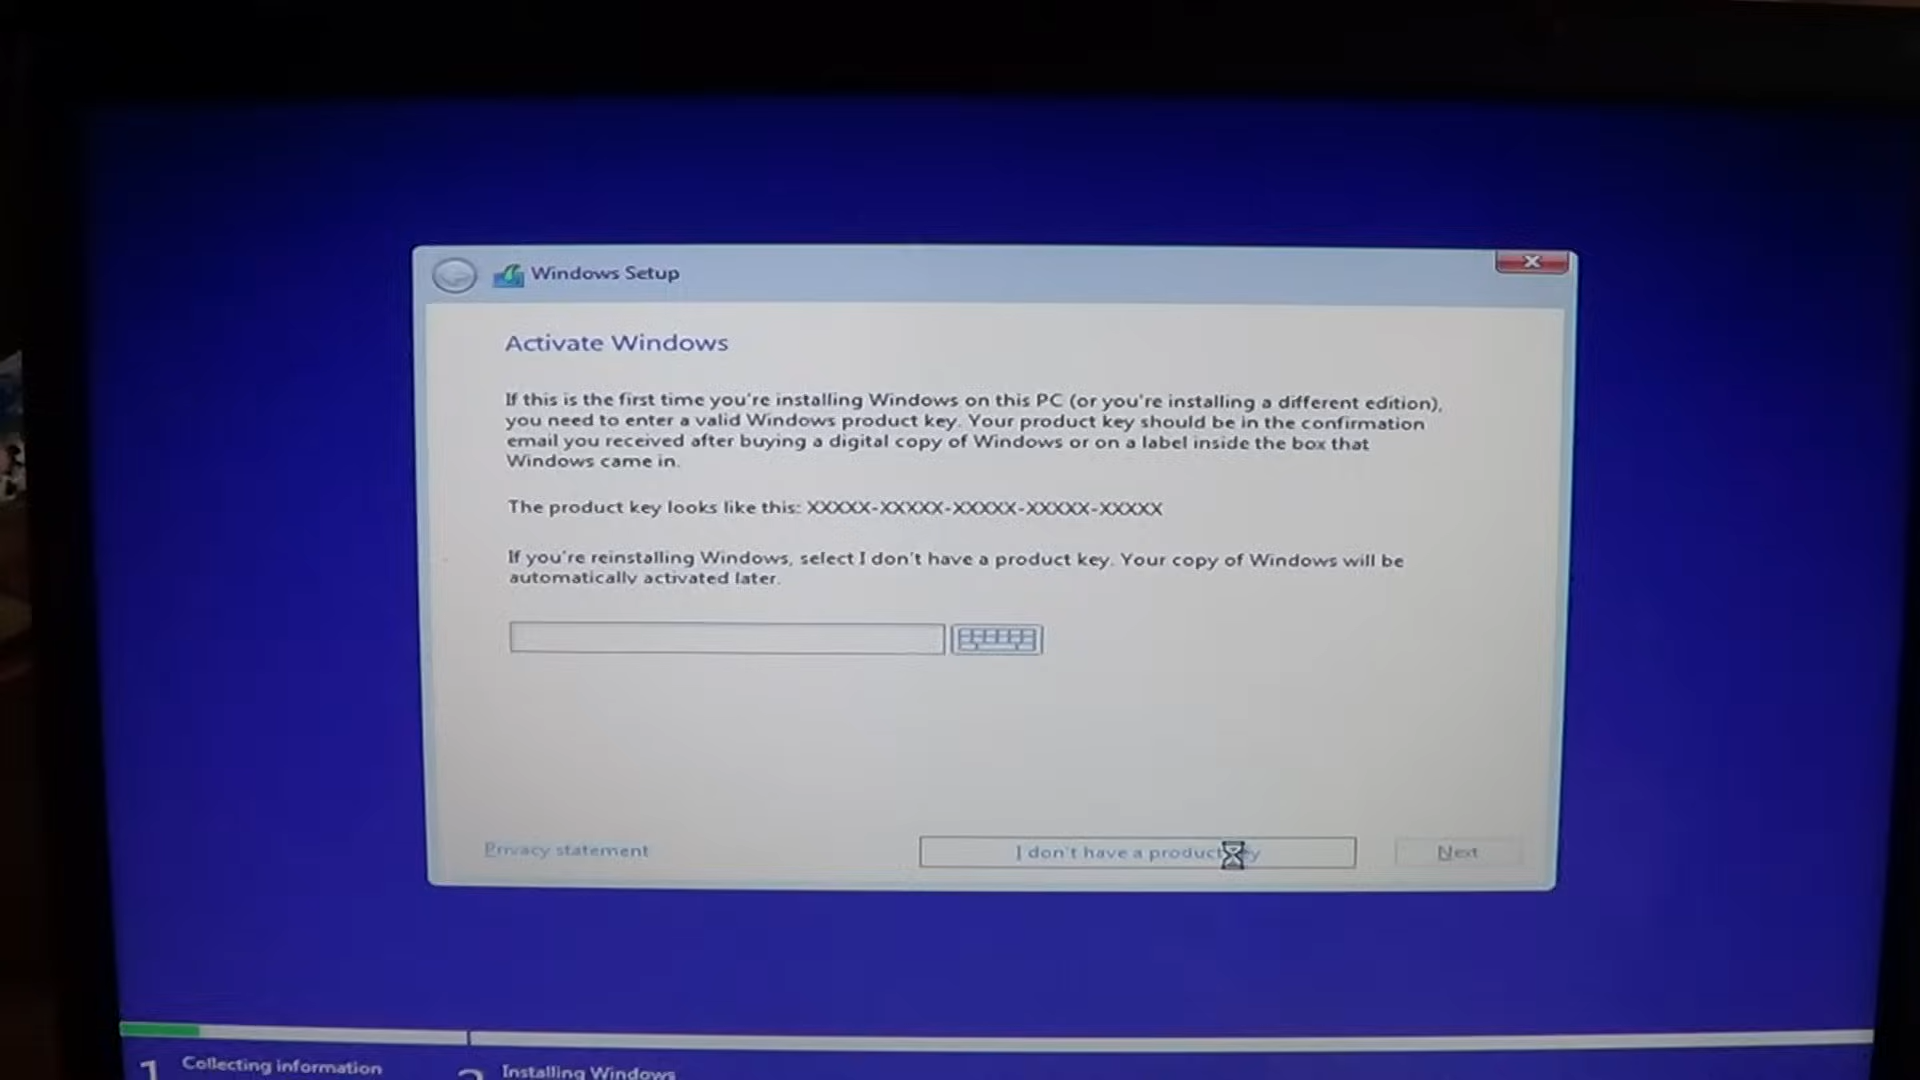 Windows Setup
Activate Windows
If this is the first time you're installing Windows on this PC (or you're installing a different edition),
you need to enter a valid Windows product key. Your product key should be in the confirmation
email you received after buying a digital copy of Windows or on a label inside the box that
Windows came in.
The product key looks like this: XXXXX-XXXXX-XXXXX-XXXXX-XXXXX
If you're reinstalling Windows, select I don't have a product key. Your copy of Windows will be
automatically activated later.
Privacy statement
I don't have a product key
Next
1 Collecting information
2 Installing Windows